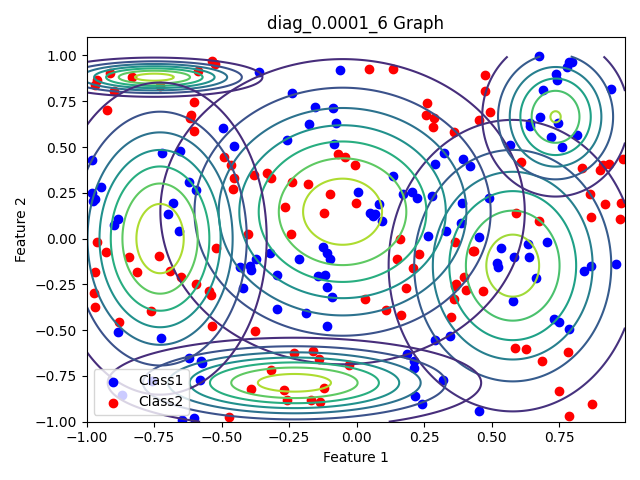 diag_0.0001_6 Graph
1.00
0.75
0.50
0.25
0.00
−0.25
−0.50
−0.75
−1.00
Feature 2
Class1
Class2
−1.00 −0.75 −0.50 −0.25 0.00 0.25 0.50 0.75
Feature 1